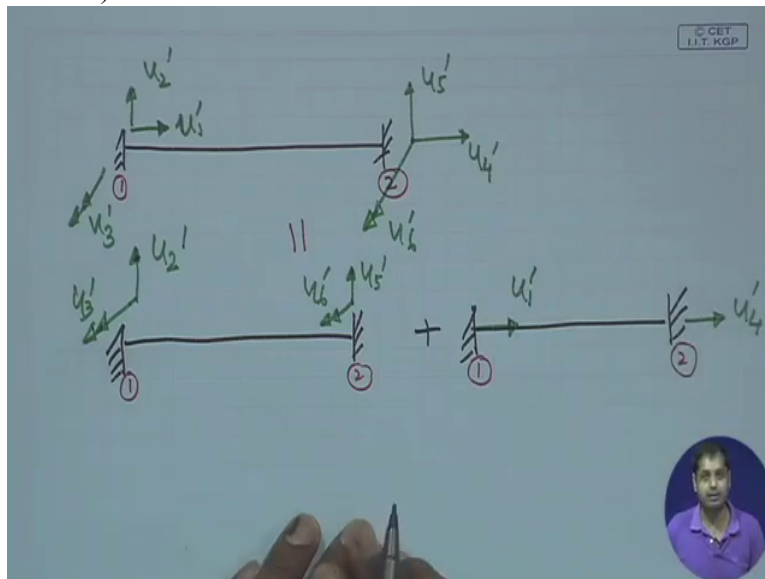 © CET
I.I.T. KGP
u₂'
u₁'
u₃'
①
u₅'
u₄'
②
u₆'
||
u₂'
u₃'
①
u₅'
u₆'
②
+
u₁'
①
u₄'
②